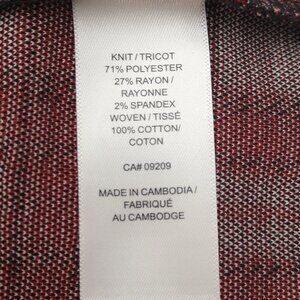 KNIT / TRICOT
71% POLYESTER
27% RAYON /
RAYONNE
2% SPANDEX
WOVEN / TISSÉ
100% COTTON/
COTON
CA# 09209
MADE IN CAMBODIA /
FABRIQUÉ
AU CAMBODGE